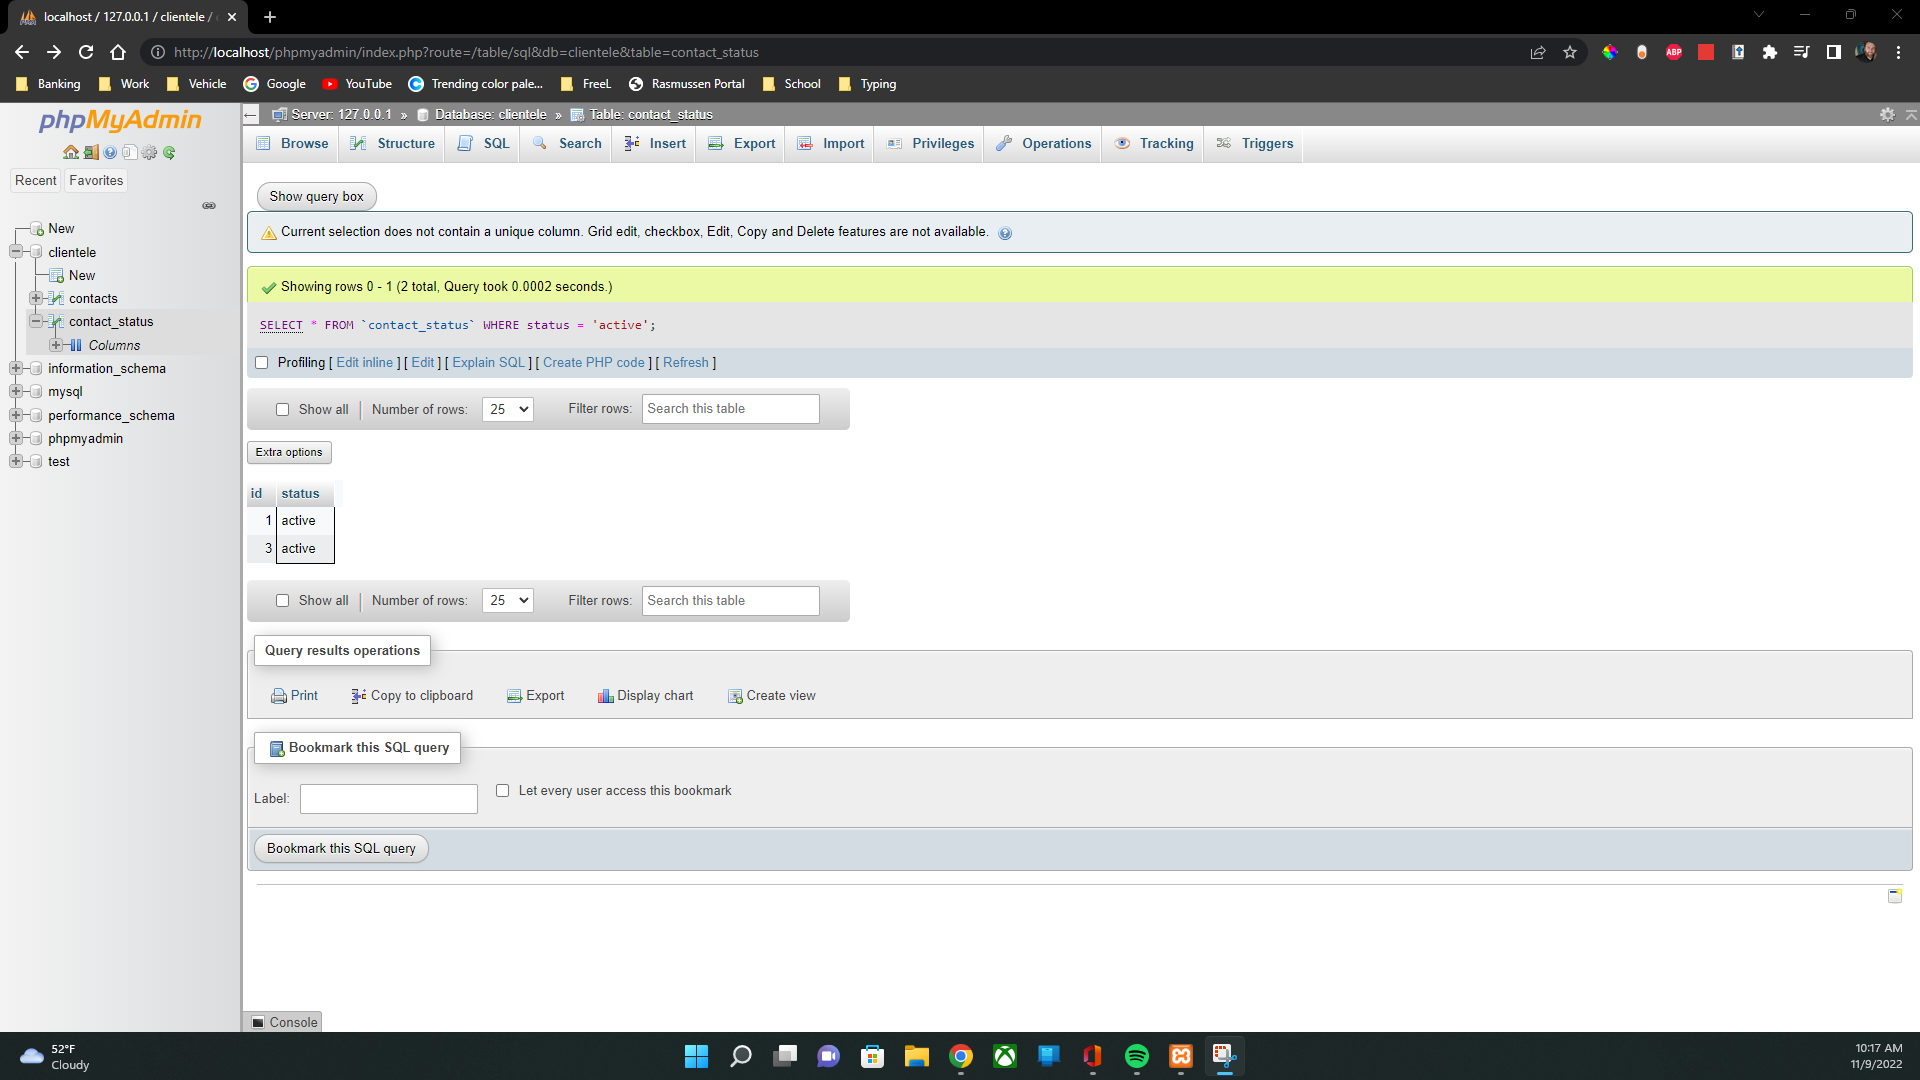 localhost / 127.0.0.1 / clientele /
http://localhost/phpmyadmin/index.php?route=/table/sql&db=clientele&table=contact_status
ABP
Banking Work Vehicle Google YouTube Trending color pale... FreeL Rasmussen Portal School Typing
phpMyAdmin
Recent Favorites
New
clientele
New
contacts
contact_status
Columns
information_schema
mysql
performance_schema
phpmyadmin
test
Server: 127.0.0.1 » Database: clientele » Table: contact_status
Browse Structure SQL Search Insert Export Import Privileges Operations Tracking Triggers
Show query box
Current selection does not contain a unique column. Grid edit, checkbox, Edit, Copy and Delete features are not available.
Showing rows 0 - 1 (2 total, Query took 0.0002 seconds.)
SELECT * FROM `contact_status` WHERE status = 'active';
Profiling [ Edit inline ] [ Edit ] [ Explain SQL ] [ Create PHP code ] [ Refresh ]
Show all Number of rows: 25 Filter rows: Search this table
Extra options
id status
1 active
3 active
Show all Number of rows: 25 Filter rows: Search this table
Query results operations
Print Copy to clipboard Export Display chart Create view
Bookmark this SQL query
Label: Let every user access this bookmark
Bookmark this SQL query
Console
52°F
Cloudy
10:17 AM
11/9/2022